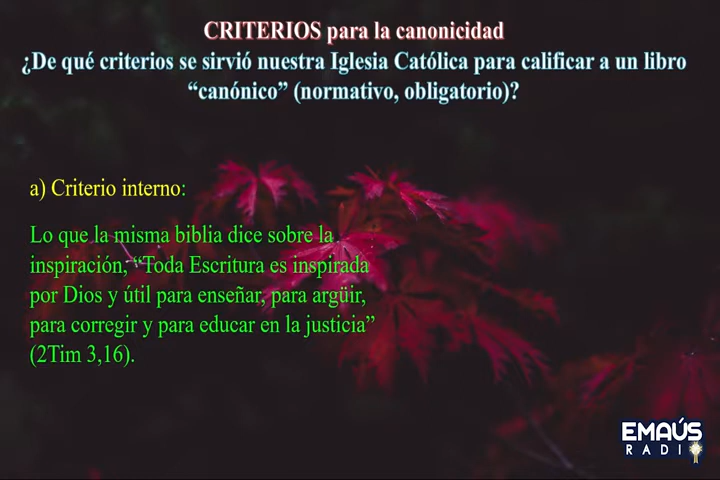 CRITERIOS para la canonicidad
¿De qué criterios se sirvió nuestra Iglesia Católica para calificar a un libro
“canónico” (normativo, obligatorio)?
a) Criterio interno:
Lo que la misma biblia dice sobre la
inspiración, “Toda Escritura es inspirada
por Dios y útil para enseñar, para argüir,
para corregir y para educar en la justicia”
(2Tim 3,16).
EMAÚS
RADIO